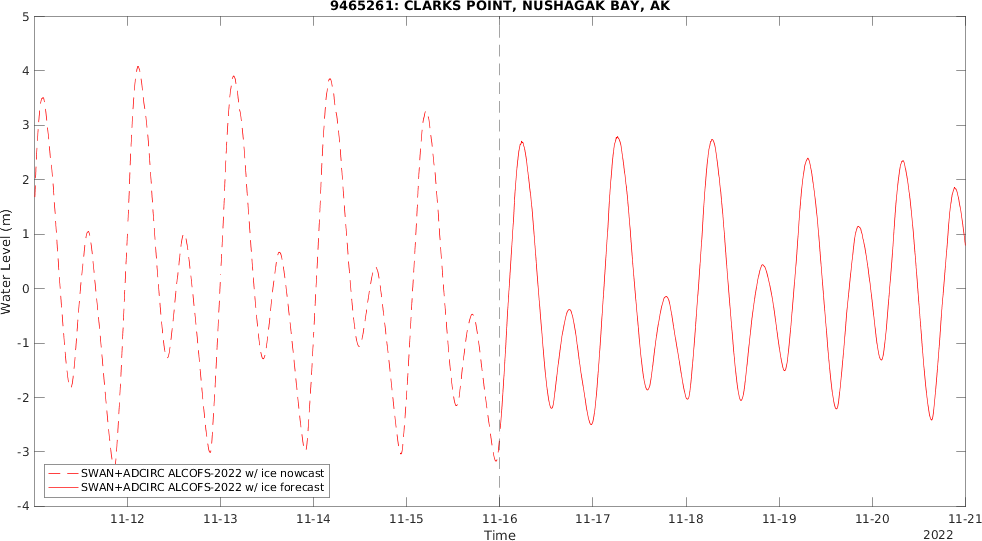 9465261: CLARKS POINT, NUSHAGAK BAY, AK
5
4
3
2
1
0
-1
-2
-3
-4
Water Level (m)
SWAN+ADCIRC ALCOFS-2022 w/ ice nowcast
SWAN+ADCIRC ALCOFS-2022 w/ ice forecast
11-12 11-13 11-14 11-15 11-16 11-17 11-18 11-19 11-20 11-21
Time
2022